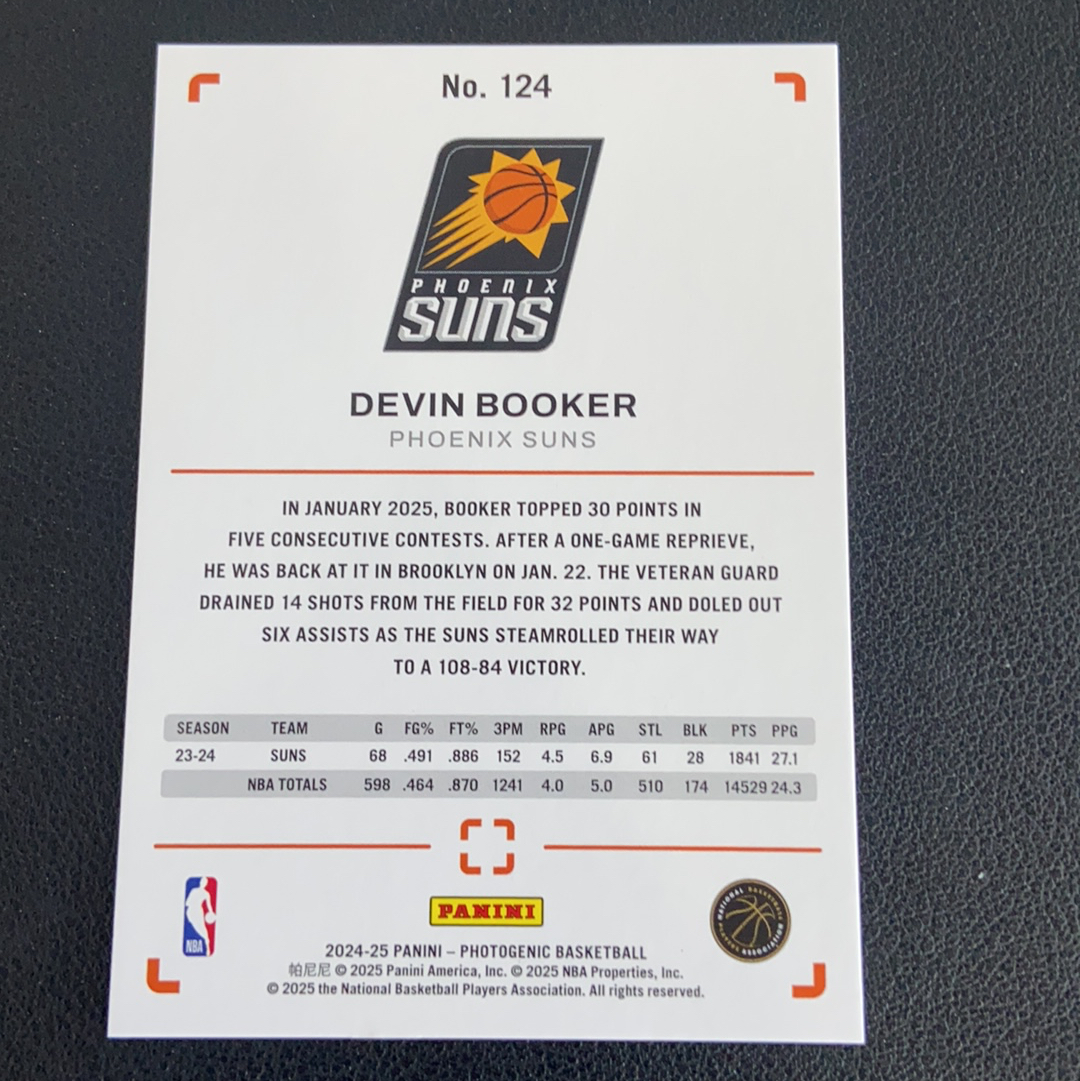 No. 124
PHOENIX
SUNS
DEVIN BOOKER
PHOENIX SUNS
IN JANUARY 2025, BOOKER TOPPED 30 POINTS IN
FIVE CONSECUTIVE CONTESTS. AFTER A ONE-GAME REPRIEVE,
HE WAS BACK AT IT IN BROOKLYN ON JAN. 22. THE VETERAN GUARD
DRAINED 14 SHOTS FROM THE FIELD FOR 32 POINTS AND DOLED OUT
SIX ASSISTS AS THE SUNS STEAMROLLED THEIR WAY
TO A 108-84 VICTORY.
SEASON TEAM G FG% FT% 3PM RPG APG STL BLK PTS PPG
23-24 SUNS 68 .491 .886 152 4.5 6.9 61 28 1841 27.1
NBA TOTALS 598 .464 .870 1241 4.0 5.0 510 174 14529 24.3
NBA
PANINI
NATIONAL BASKETBALL PLAYERS ASSOCIATION
2024-25 PANINI – PHOTOGENIC BASKETBALL
帕尼尼 © 2025 Panini America, Inc. © 2025 NBA Properties, Inc.
© 2025 the National Basketball Players Association. All rights reserved.